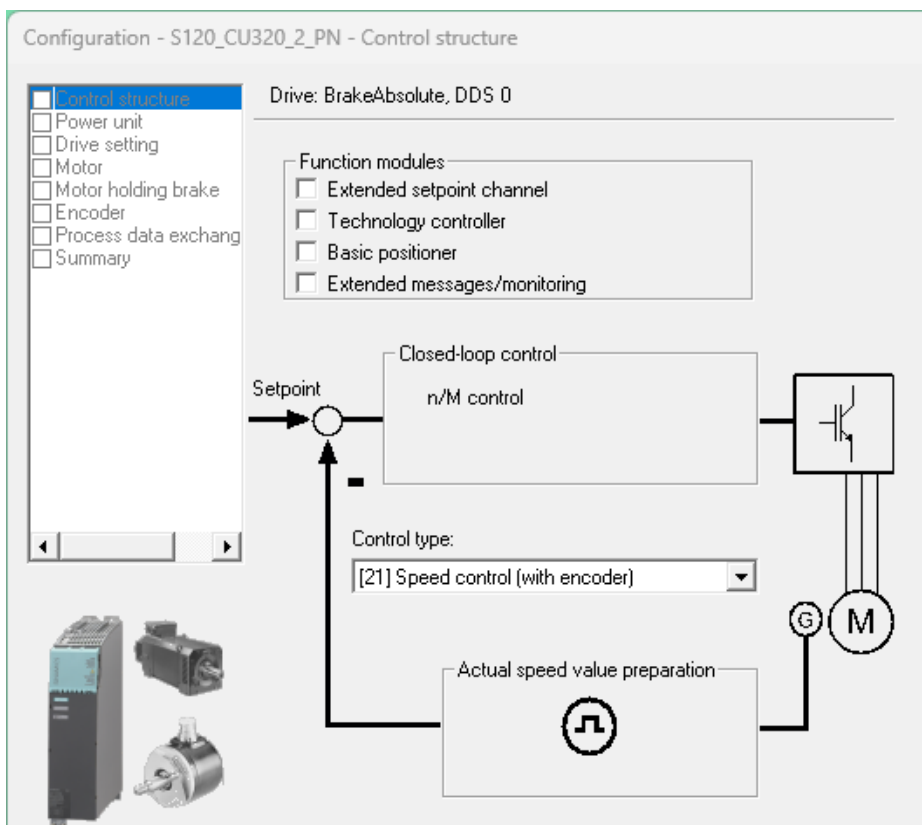 Configuration - S120_CU320_2_PN - Control structure
Control structure
Power unit
Drive setting
Motor
Motor holding brake
Encoder
Process data exchang
Summary
Drive: BrakeAbsolute, DDS 0
Function modules
Extended setpoint channel
Technology controller
Basic positioner
Extended messages/monitoring
Closed-loop control
n/M control
Setpoint
Control type:
[21] Speed control (with encoder)
G
M
Actual speed value preparation